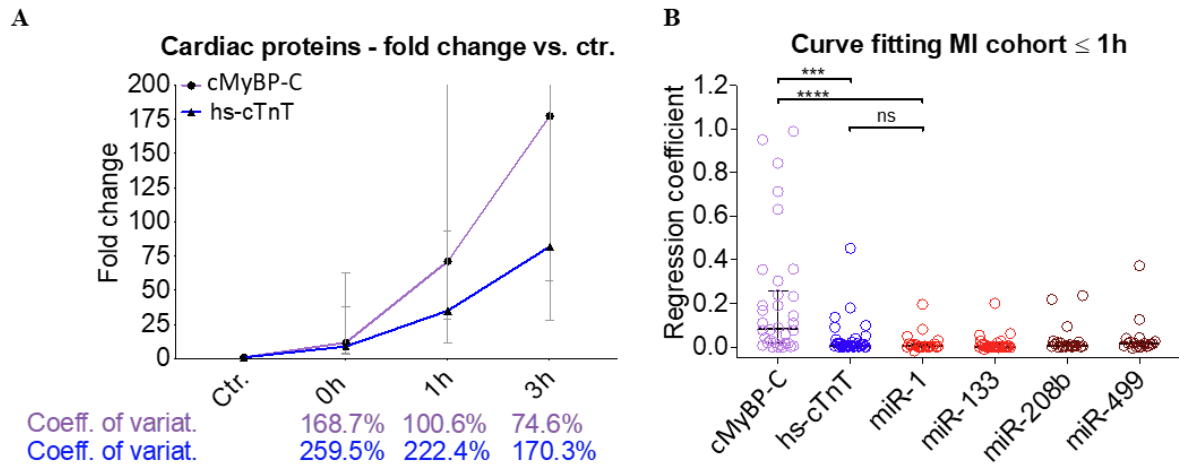 A
Cardiac proteins - fold change vs. ctr.
Fold change
200
175
150
125
100
75
50
25
0
cMyBP-C
hs-cTnT
Ctr.
0h
1h
3h
Coeff. of variat. 168.7% 100.6% 74.6%
Coeff. of variat. 259.5% 222.4% 170.3%
B
Curve fitting MI cohort ≤ 1h
Regression coefficient
1.2
1.0
0.8
0.6
0.4
0.2
0.0
***
****
ns
cMyBP-C
hs-cTnT
miR-1
miR-133
miR-208b
miR-499